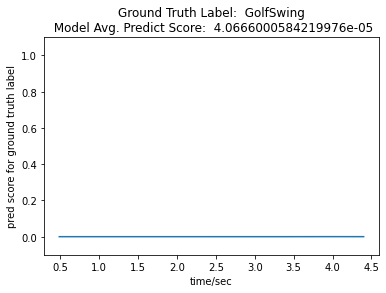 Ground Truth Label:  GolfSwing
Model Avg. Predict Score:  4.0666000584219976e-05
pred score for ground truth label
1.0
0.8
0.6
0.4
0.2
0.0
0.5 1.0 1.5 2.0 2.5 3.0 3.5 4.0 4.5
time/sec